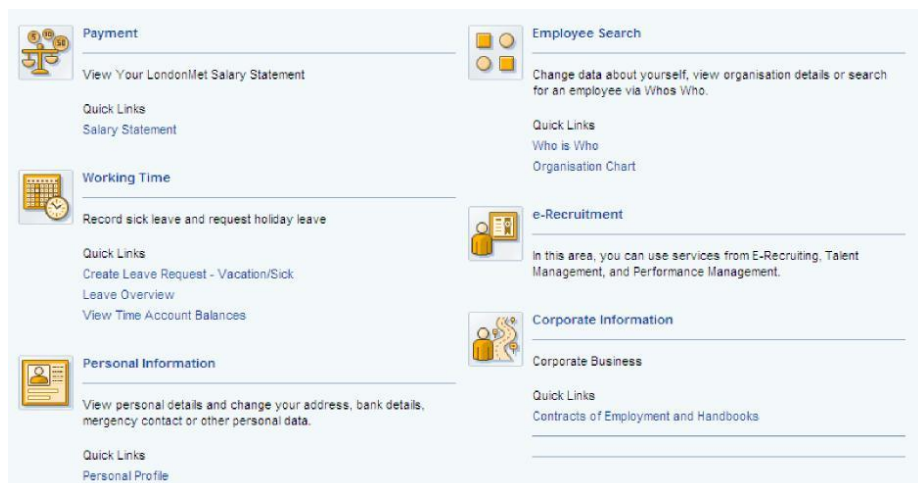 Payment
View Your LondonMet Salary Statement
Quick Links
Salary Statement
Working Time
Record sick leave and request holiday leave
Quick Links
Create Leave Request - Vacation/Sick
Leave Overview
View Time Account Balances
Personal Information
View personal details and change your address, bank details,
mergency contact or other personal data.
Quick Links
Personal Profile
Employee Search
Change data about yourself, view organisation details or search
for an employee via Whos Who.
Quick Links
Who is Who
Organisation Chart
e-Recruitment
In this area, you can use services from E-Recruiting, Talent
Management, and Performance Management.
Corporate Information
Corporate Business
Quick Links
Contracts of Employment and Handbooks